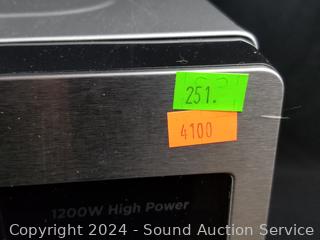 251.
4100
1200W High Power
Copyright 2024 - Sound Auction Service